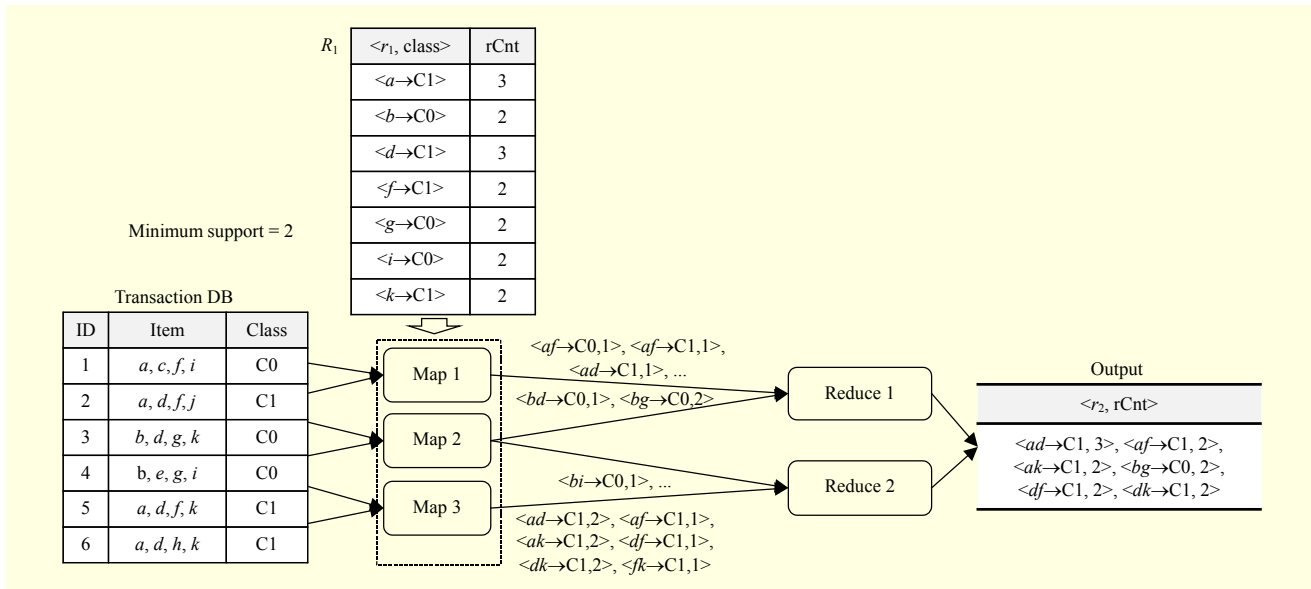 R1 <r1, class> rCnt
<a→C1> 3
<b→C0> 2
<d→C1> 3
<f→C1> 2
<g→C0> 2
<i→C0> 2
<k→C1> 2
Minimum support = 2
Transaction DB
ID Item Class
1 a, c, f, i C0
2 a, d, f, j C1
3 b, d, g, k C0
4 b, e, g, i C0
5 a, d, f, k C1
6 a, d, h, k C1
Map 1
Map 2
Map 3
<af→C0,1>, <af→C1,1>,
<ad→C1,1>, ...
<bd→C0,1>, <bg→C0,2>
<bi→C0,1>, ...
<ad→C1,2>, <af→C1,1>,
<ak→C1,2>, <df→C1,1>,
<dk→C1,2>, <fk→C1,1>
Reduce 1
Reduce 2
Output
<r2, rCnt>
<ad→C1, 3>, <af→C1, 2>,
<ak→C1, 2>, <bg→C0, 2>,
<df→C1, 2>, <dk→C1, 2>